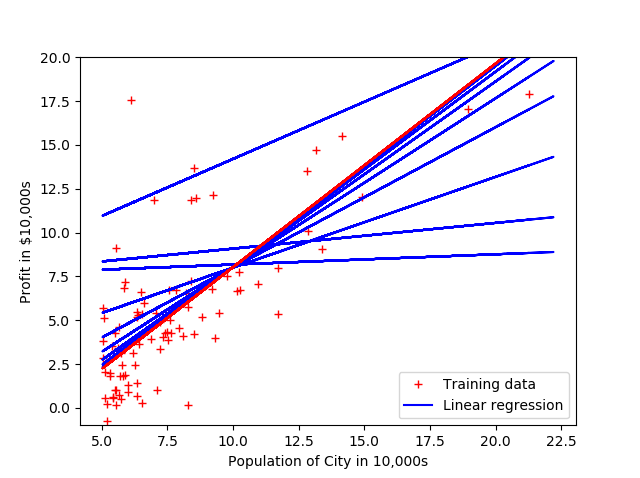 20.0
17.5
15.0
12.5
10.0
7.5
5.0
2.5
0.0
Profit in $10,000s
Training data
Linear regression
5.0 7.5 10.0 12.5 15.0 17.5 20.0 22.5
Population of City in 10,000s